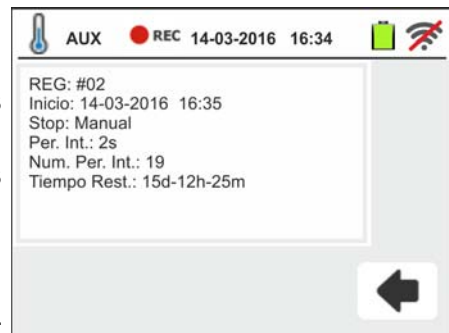 AUX REC 14-03-2016 16:34
REG: #02
Inicio: 14-03-2016 16:35
Stop: Manual
Per. Int.: 2s
Num. Per. Int.: 19
Tiempo Rest.: 15d-12h-25m